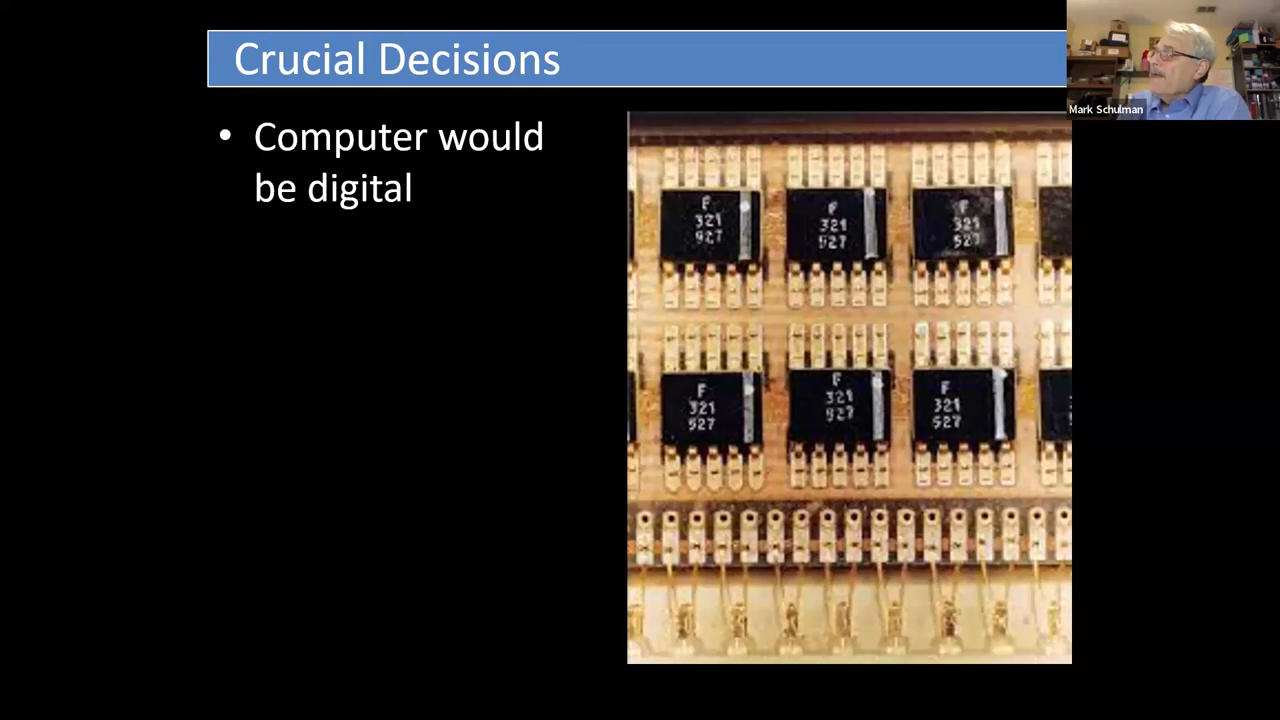 Crucial Decisions
Mark Schulman
• Computer would
be digital
F
321
527
F
321
527
F
321
527
F
321
527
F
321
527
F
321
527